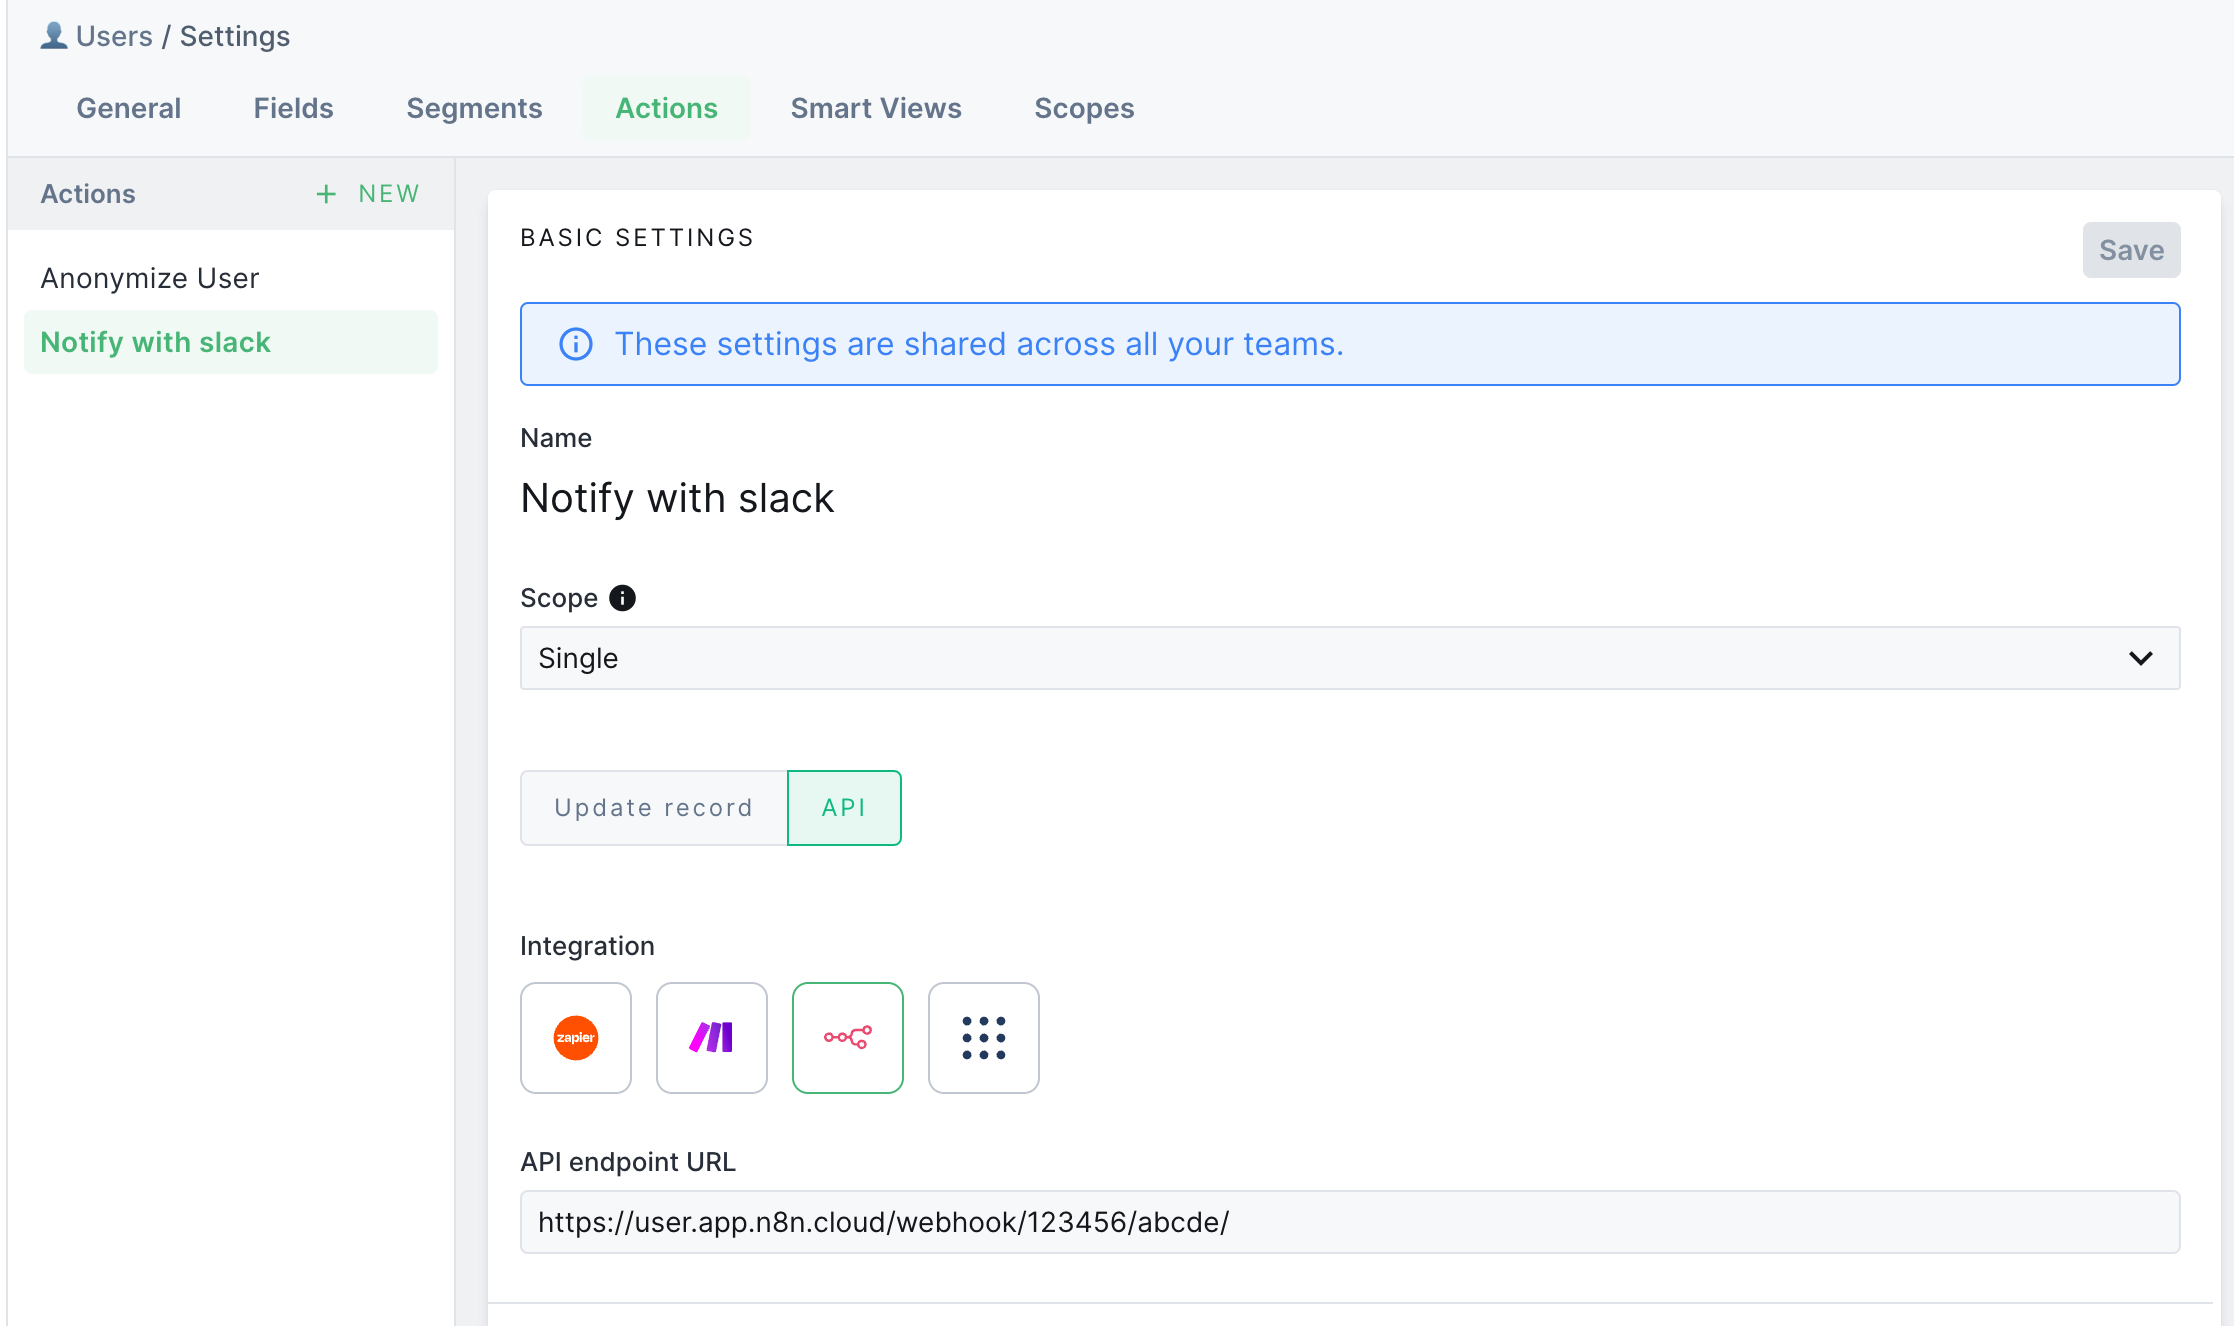 Users / Settings
General Fields Segments Actions Smart Views Scopes
Actions + NEW
Anonymize User
Notify with slack
BASIC SETTINGS
Save
These settings are shared across all your teams.
Name
Notify with slack
Scope
Single
Update record API
Integration
zapier
API endpoint URL
https://user.app.n8n.cloud/webhook/123456/abcde/